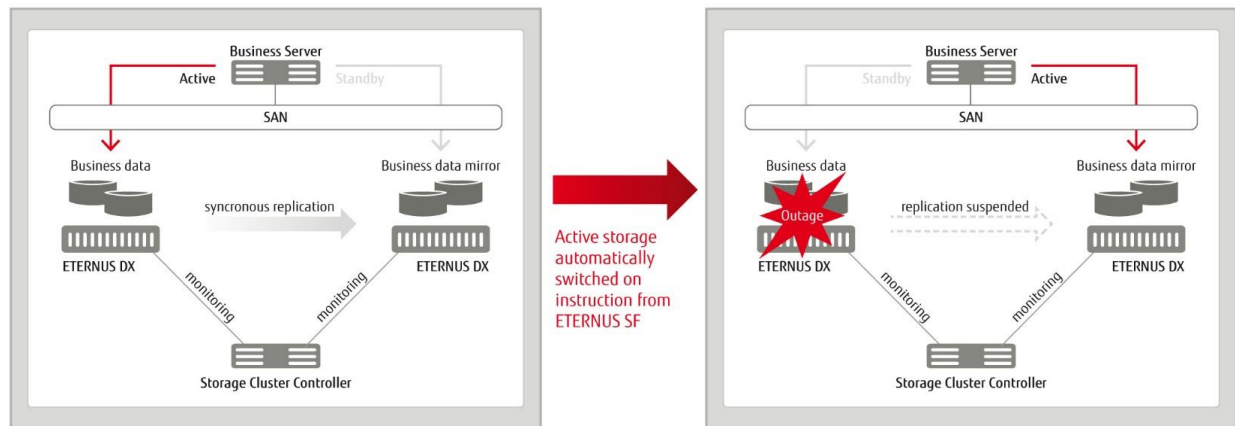 Business Server
Active
Standby
SAN
Business data
Business data mirror
syncronous replication
ETERNUS DX
ETERNUS DX
monitoring
monitoring
Storage Cluster Controller
Active storage
automatically
switched on
instruction from
ETERNUS SF
Business Server
Standby
Active
SAN
Business data
Business data mirror
Outage
replication suspended
ETERNUS DX
ETERNUS DX
monitoring
monitoring
Storage Cluster Controller